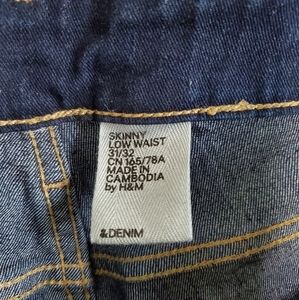 SKINNY
LOW WAIST
31/32
CN 165/78A
MADE IN
CAMBODIA
by H&M
&DENIM